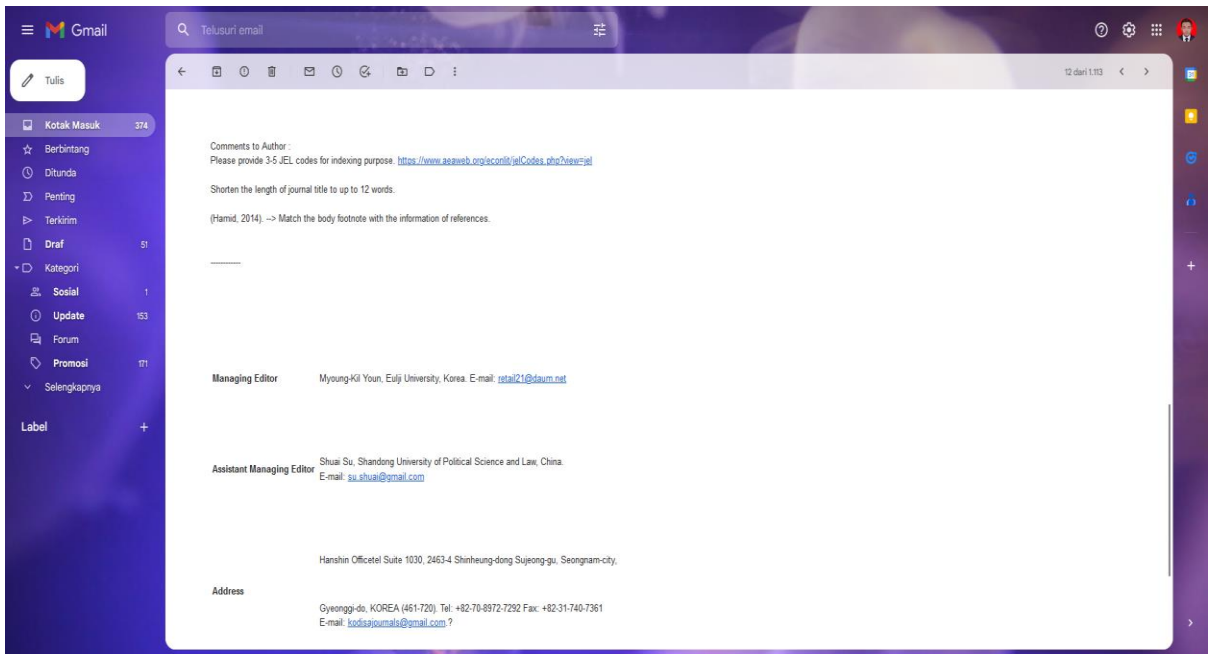 Gmail
Telusuri email
Tulis
12 dari 1.113
Kotak Masuk 374
Berbintang
Ditunda
Penting
Terkirim
Draf 51
Kategori
Sosial 1
Update 153
Forum
Promosi 171
Selengkapnya
Label
Comments to Author :
Please provide 3-5 JEL codes for indexing purpose. https://www.aeaweb.org/econlit/jelCodes.php?view=jel
Shorten the length of journal title to up to 12 words.
(Hamid, 2014). --> Match the body footnote with the information of references.
------------
Managing Editor Myoung-Kil Youn, Eulji University, Korea. E-mail: retail21@daum.net
Assistant Managing Editor Shuai Su, Shandong University of Political Science and Law, China.
E-mail: su.shuai@gmail.com
Hanshin Officetel Suite 1030, 2463-4 Shinheung-dong Sujeong-gu, Seongnam-city,
Address
Gyeonggi-do, KOREA (461-720). Tel: +82-70-8972-7292 Fax: +82-31-740-7361
E-mail: kodisajournals@gmail.com.?